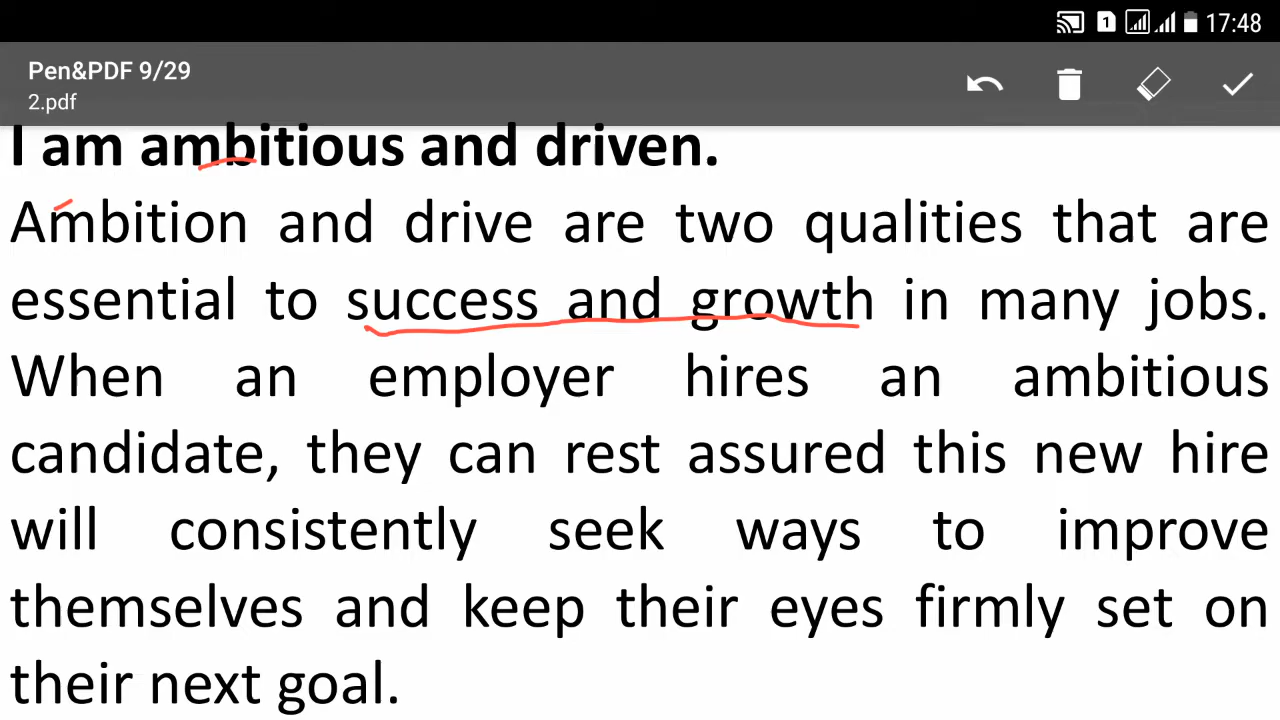 1 17:48
Pen&PDF 9/29
2.pdf
I am ambitious and driven.
Ambition and drive are two qualities that are
essential to success and growth in many jobs.
When an employer hires an ambitious
candidate, they can rest assured this new hire
will consistently seek ways to improve
themselves and keep their eyes firmly set on
their next goal.